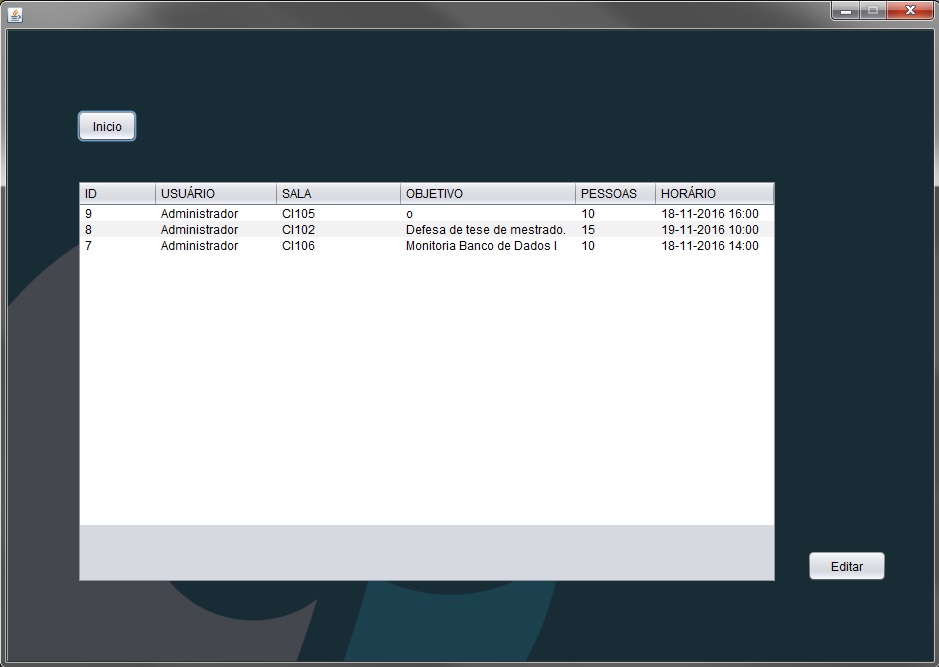 Inicio
ID USUÁRIO SALA OBJETIVO PESSOAS HORÁRIO
9 Administrador CI105 o 10 18-11-2016 16:00
8 Administrador CI102 Defesa de tese de mestrado. 15 19-11-2016 10:00
7 Administrador CI106 Monitoria Banco de Dados I 10 18-11-2016 14:00
Editar